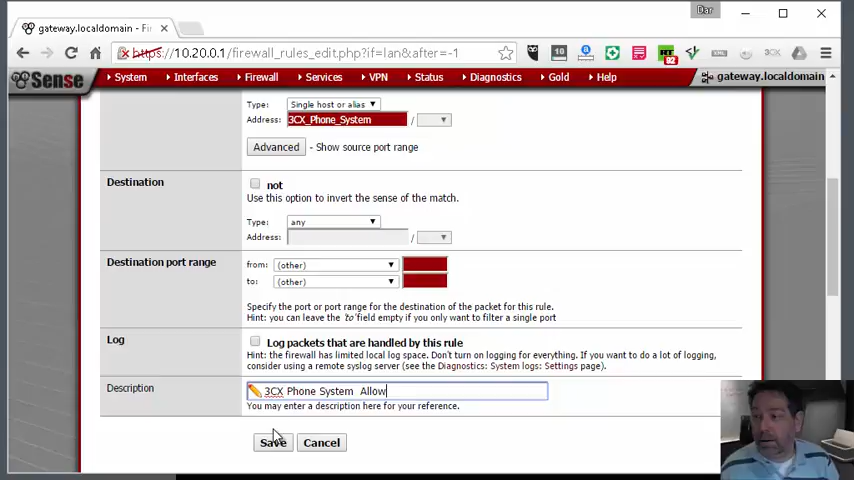 Dar
gateway.localdomain - Fir
https://10.20.0.1/firewall_rules_edit.php?if=lan&after=-1
Sense
System Interfaces Firewall Services VPN Status Diagnostics Gold Help gateway.localdomain
Type: Single host or alias
Address: 3CX_Phone_System /
Advanced - Show source port range
Destination
not
Use this option to invert the sense of the match.
Type: any
Address: /
Destination port range
from: (other)
to: (other)
Specify the port or port range for the destination of the packet for this rule.
Hint: you can leave the 'to' field empty if you only want to filter a single port
Log
Log packets that are handled by this rule
Hint: the firewall has limited local log space. Don't turn on logging for everything. If you want to do a lot of logging,
consider using a remote syslog server (see the Diagnostics: System logs: Settings page).
Description
3CX Phone System Allow
You may enter a description here for your reference.
Save Cancel